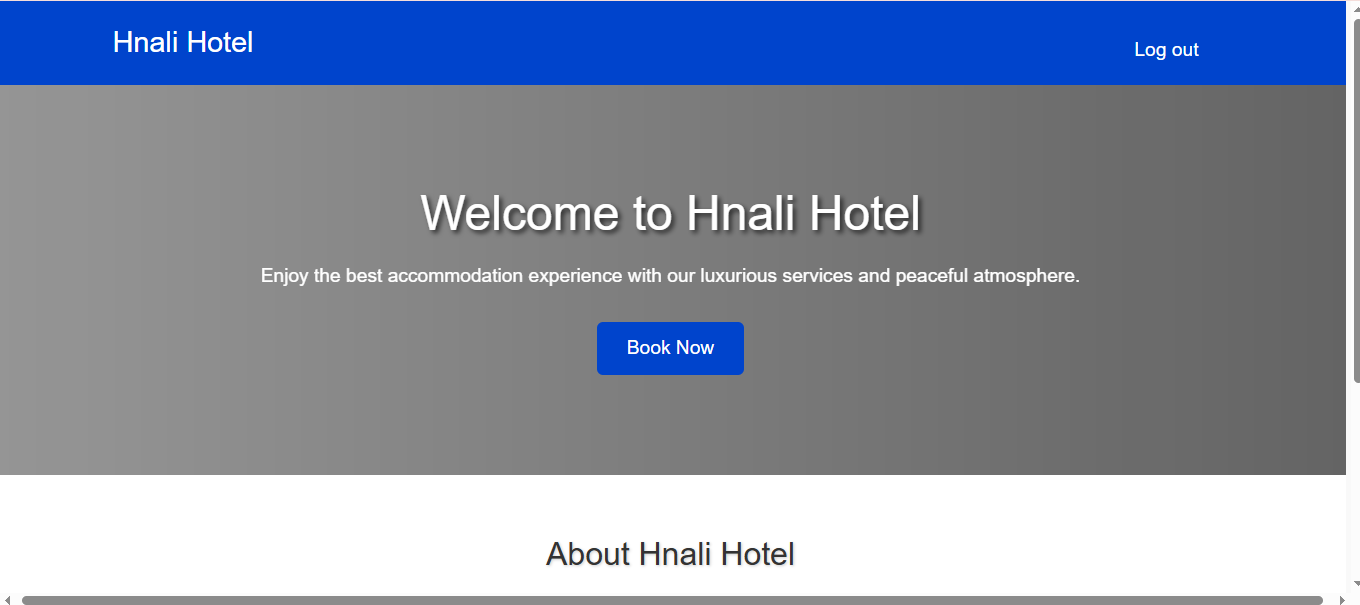 Hnali Hotel
Log out
Welcome to Hnali Hotel
Enjoy the best accommodation experience with our luxurious services and peaceful atmosphere.
Book Now
About Hnali Hotel